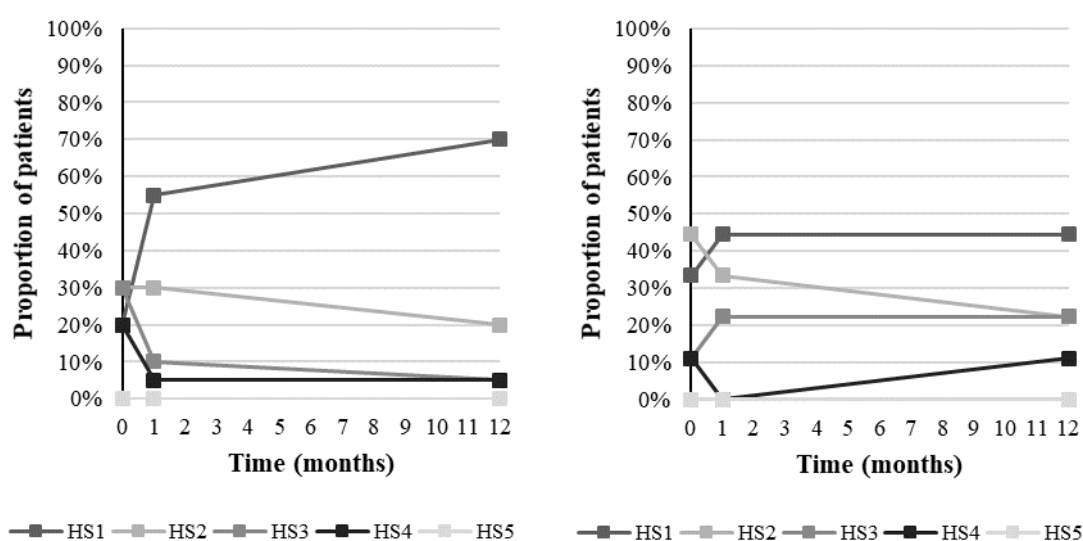 100%
90%
80%
70%
60%
50%
40%
30%
20%
10%
0%
Proportion of patients
0 1 2 3 4 5 6 7 8 9 10 11 12
Time (months)
HS1 HS2 HS3 HS4 HS5
100%
90%
80%
70%
60%
50%
40%
30%
20%
10%
0%
Proportion of patients
0 1 2 3 4 5 6 7 8 9 10 11 12
Time (months)
HS1 HS2 HS3 HS4 HS5